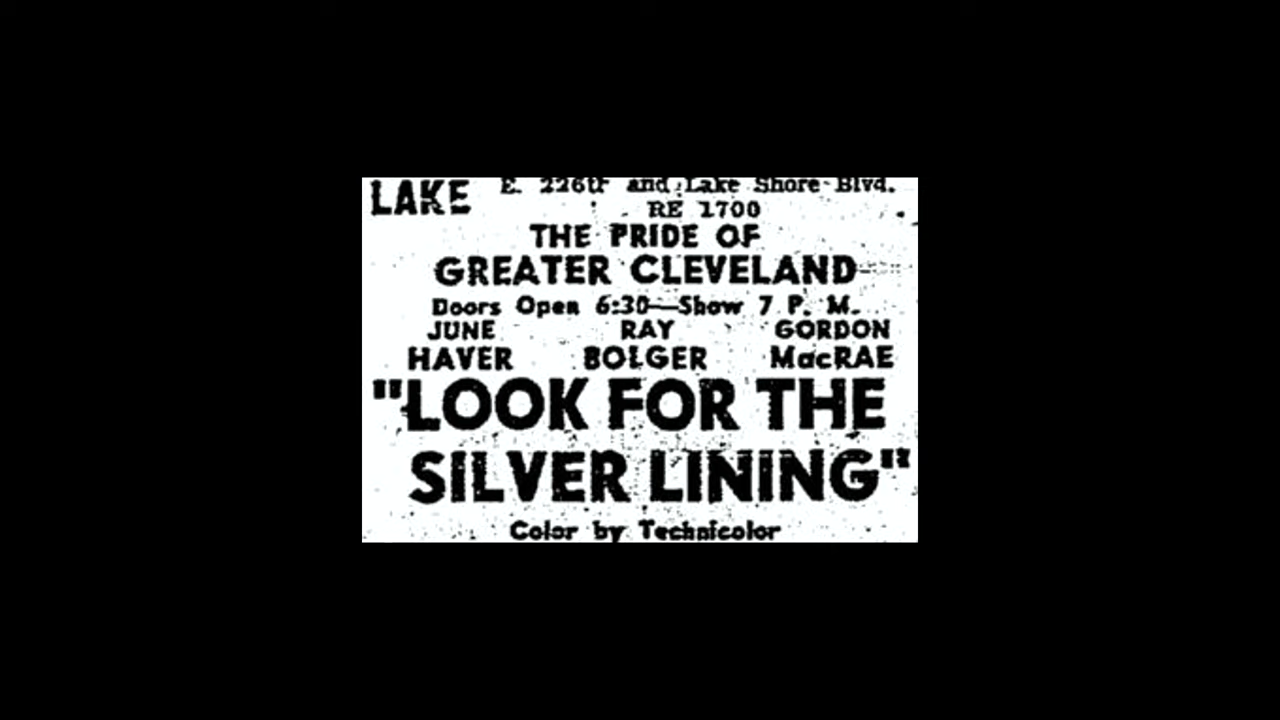 LAKE E. 226th and Lake Shore Blvd.
RE 1700
THE PRIDE OF
GREATER CLEVELAND
Doors Open 6:30—Show 7 P. M.
JUNE RAY GORDON
HAVER BOLGER MacRAE
"LOOK FOR THE
SILVER LINING"
Color by Technicolor